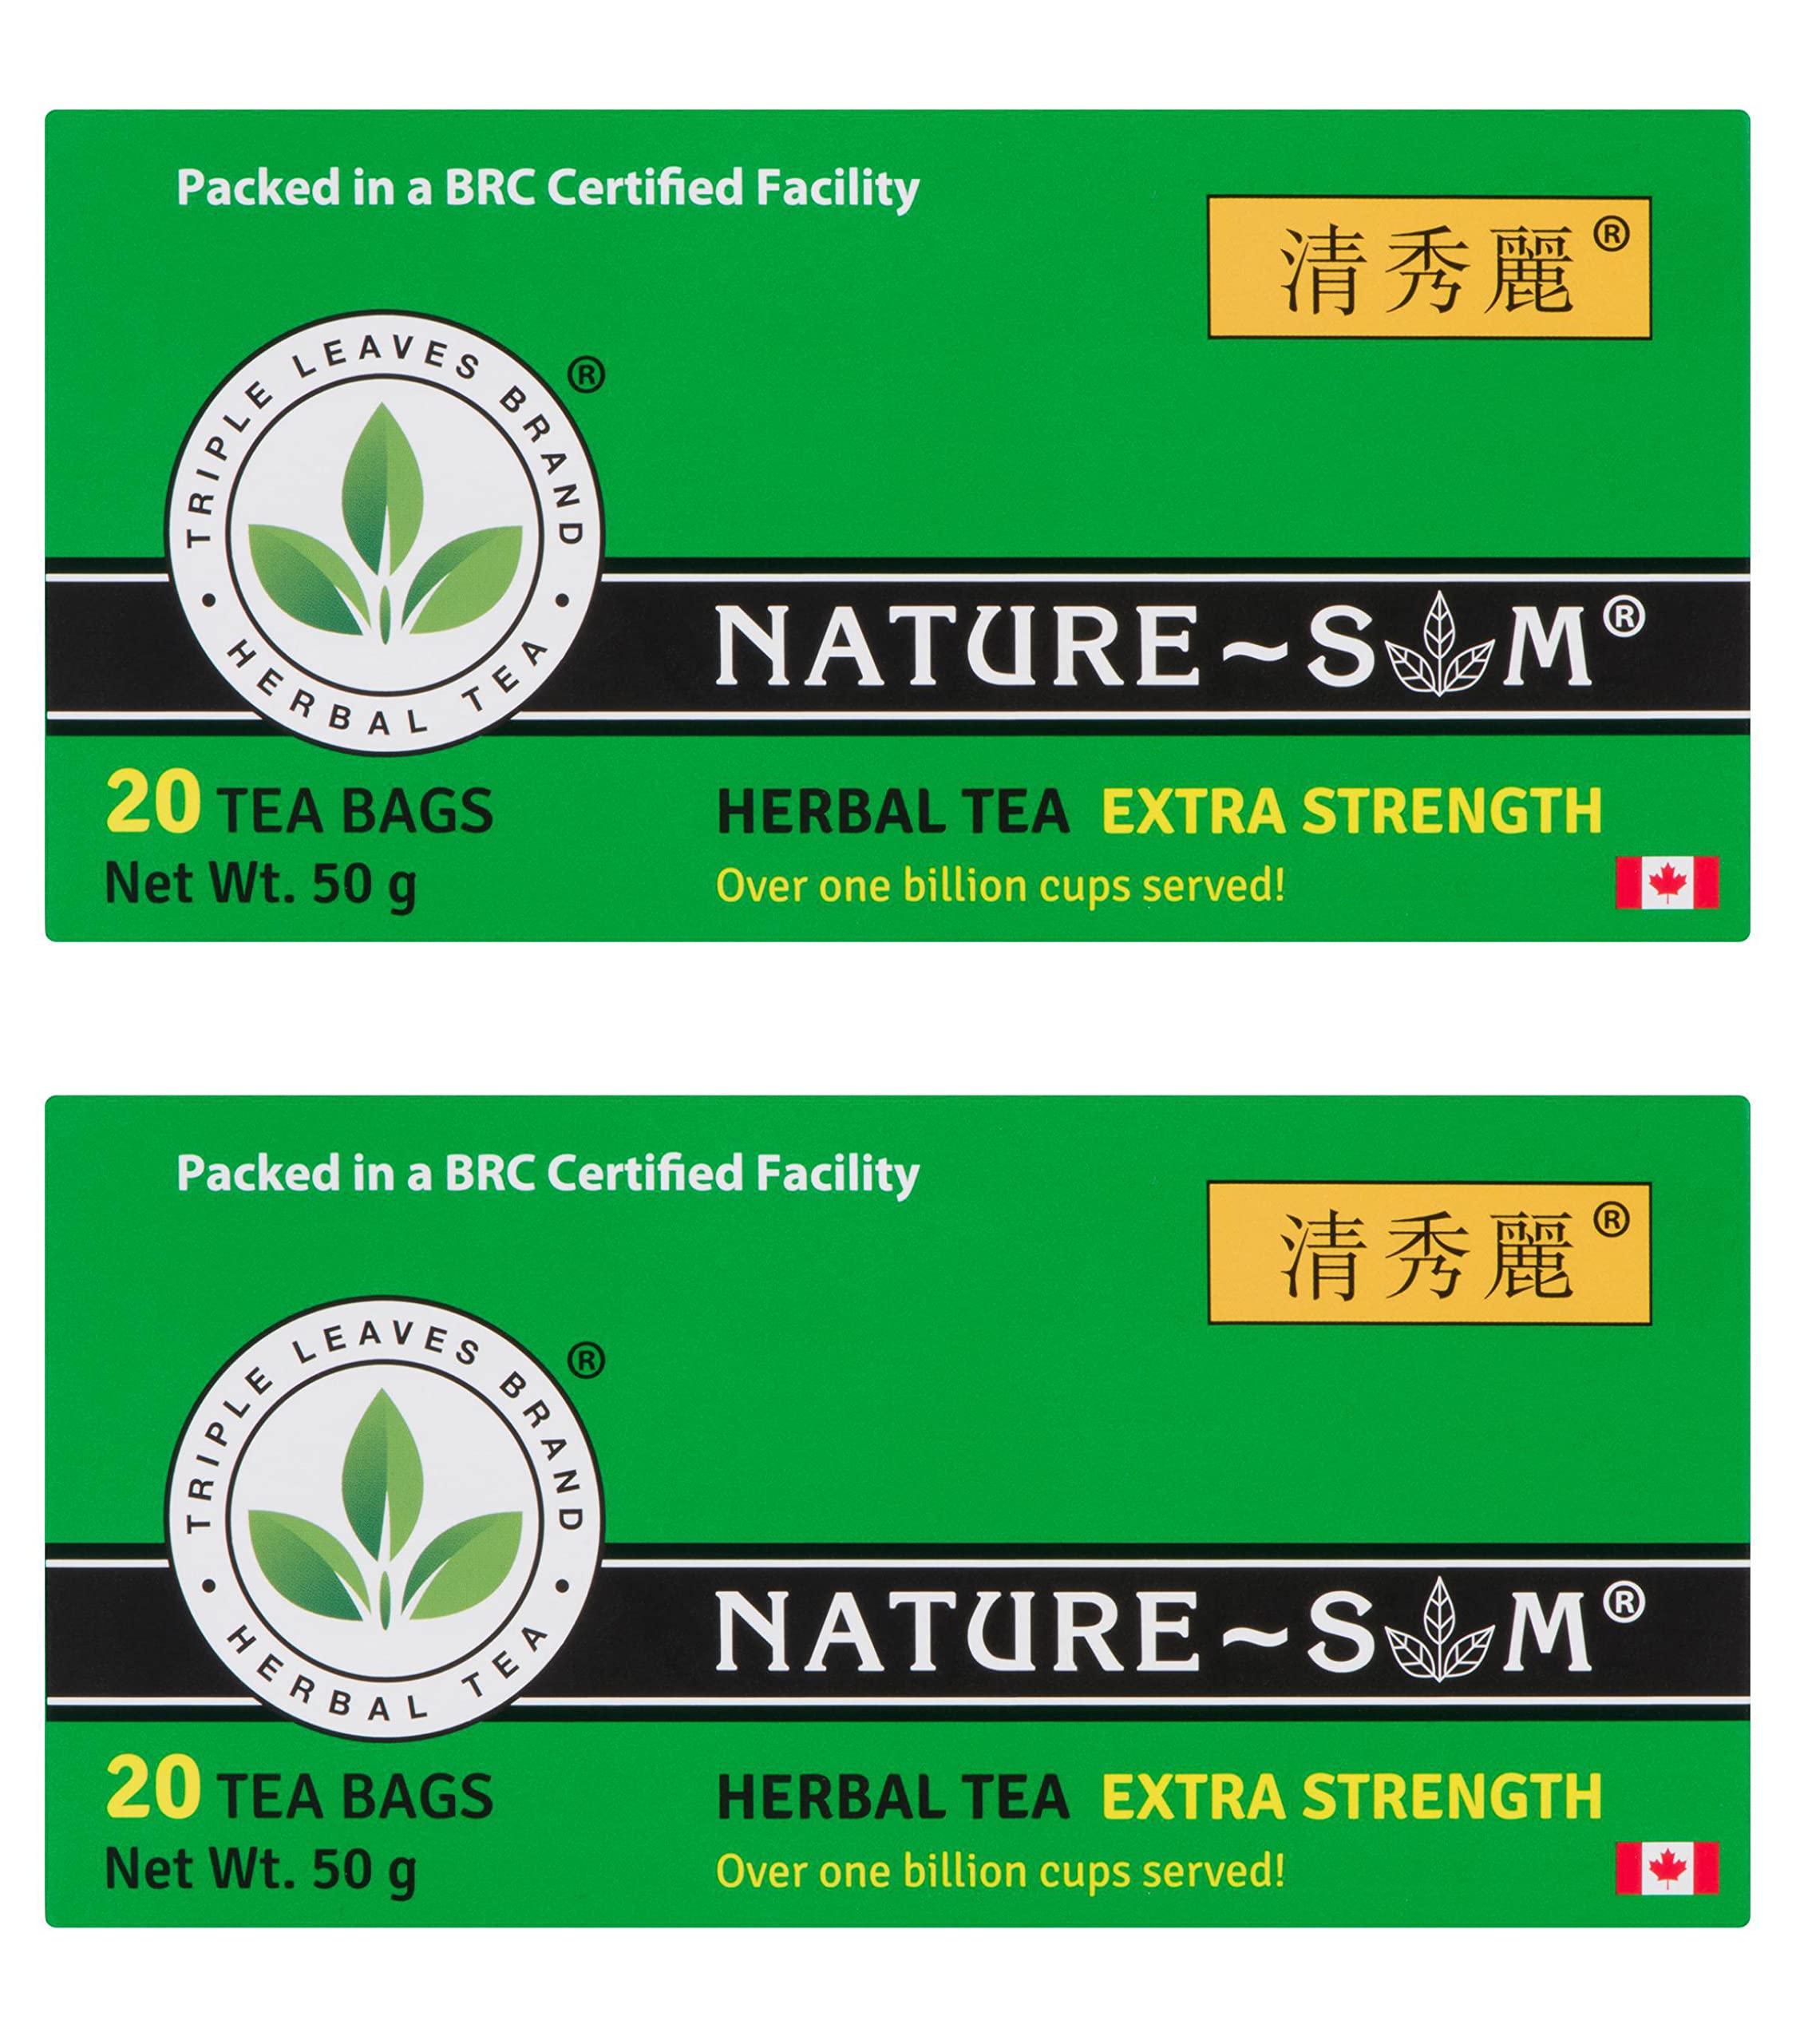 Packed in a BRC Certified Facility
清秀麗®
TRIPLE LEAVES BRAND ®
• HERBAL TEA •
NATURE~SM®
20 TEA BAGS
Net Wt. 50 g
HERBAL TEA EXTRA STRENGTH
Over one billion cups served!
Packed in a BRC Certified Facility
清秀麗®
TRIPLE LEAVES BRAND ®
• HERBAL TEA •
NATURE~SM®
20 TEA BAGS
Net Wt. 50 g
HERBAL TEA EXTRA STRENGTH
Over one billion cups served!